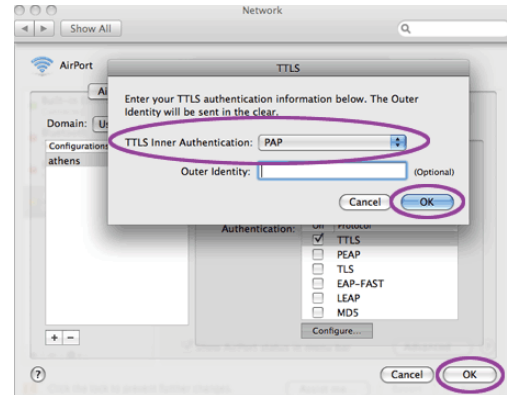 Network
Show All
AirPort
TTLS
Enter your TTLS authentication information below. The Outer
Identity will be sent in the clear.
TTLS Inner Authentication: PAP
Outer Identity: (Optional)
Cancel OK
Domain:
Configurations
athens
Authentication: On Protocol
TTLS
PEAP
TLS
EAP-FAST
LEAP
MD5
Configure...
+ −
? Cancel OK